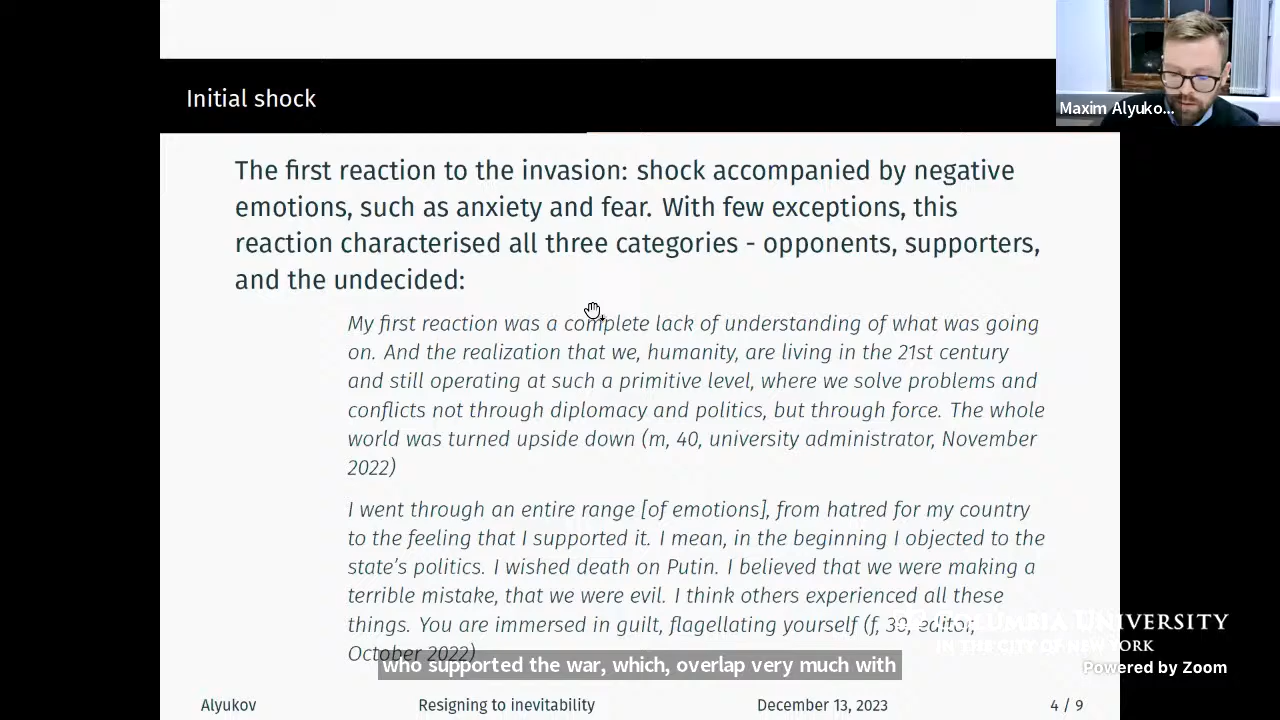 Initial shock
Maxim Alyuko...
The first reaction to the invasion: shock accompanied by negative
emotions, such as anxiety and fear. With few exceptions, this
reaction characterised all three categories - opponents, supporters,
and the undecided:
My first reaction was a complete lack of understanding of what was going
on. And the realization that we, humanity, are living in the 21st century
and still operating at such a primitive level, where we solve problems and
conflicts not through diplomacy and politics, but through force. The whole
world was turned upside down (m, 40, university administrator, November
2022)
I went through an entire range [of emotions], from hatred for my country
to the feeling that I supported it. I mean, in the beginning I objected to the
state's politics. I wished death on Putin. I believed that we were making a
terrible mistake, that we were evil. I think others experienced all these
things. You are immersed in guilt, flagellating yourself (f, editor,
October 2022)
COLUMBIA UNIVERSITY
IN THE CITY OF NEW YORK
who supported the war, which, overlap very much with
Powered by Zoom
Alyukov
Resigning to inevitability
December 13, 2023
4 / 9